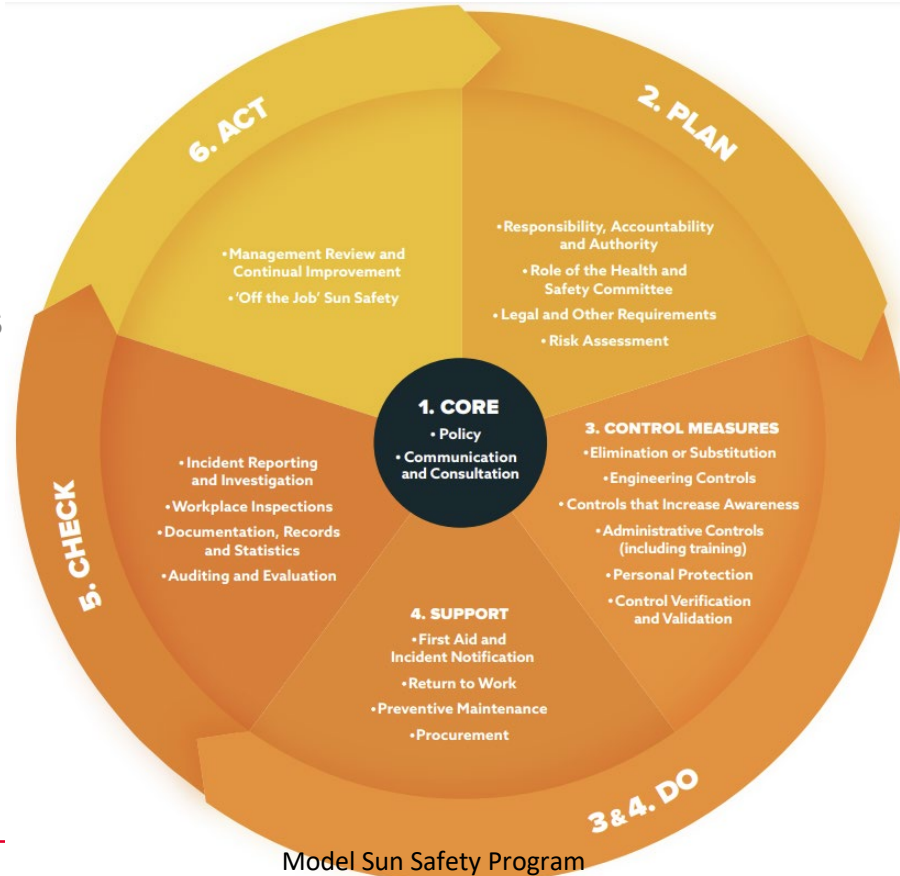 6. ACT
2. PLAN
•Management Review and
Continual Improvement
•‘Off the Job’ Sun Safety
•Responsibility, Accountability
and Authority
•Role of the Health and
Safety Committee
•Legal and Other Requirements
•Risk Assessment
1. CORE
• Policy
• Communication
and Consultation
3. CONTROL MEASURES
•Elimination or Substitution
•Engineering Controls
•Controls that Increase Awareness
•Administrative Controls
(including training)
•Personal Protection
•Control Verification
and Validation
5. CHECK
•Incident Reporting
and Investigation
•Workplace Inspections
•Documentation, Records
and Statistics
•Auditing and Evaluation
4. SUPPORT
•First Aid and
Incident Notification
•Return to Work
•Preventive Maintenance
•Procurement
3&4. DO
Model Sun Safety Program